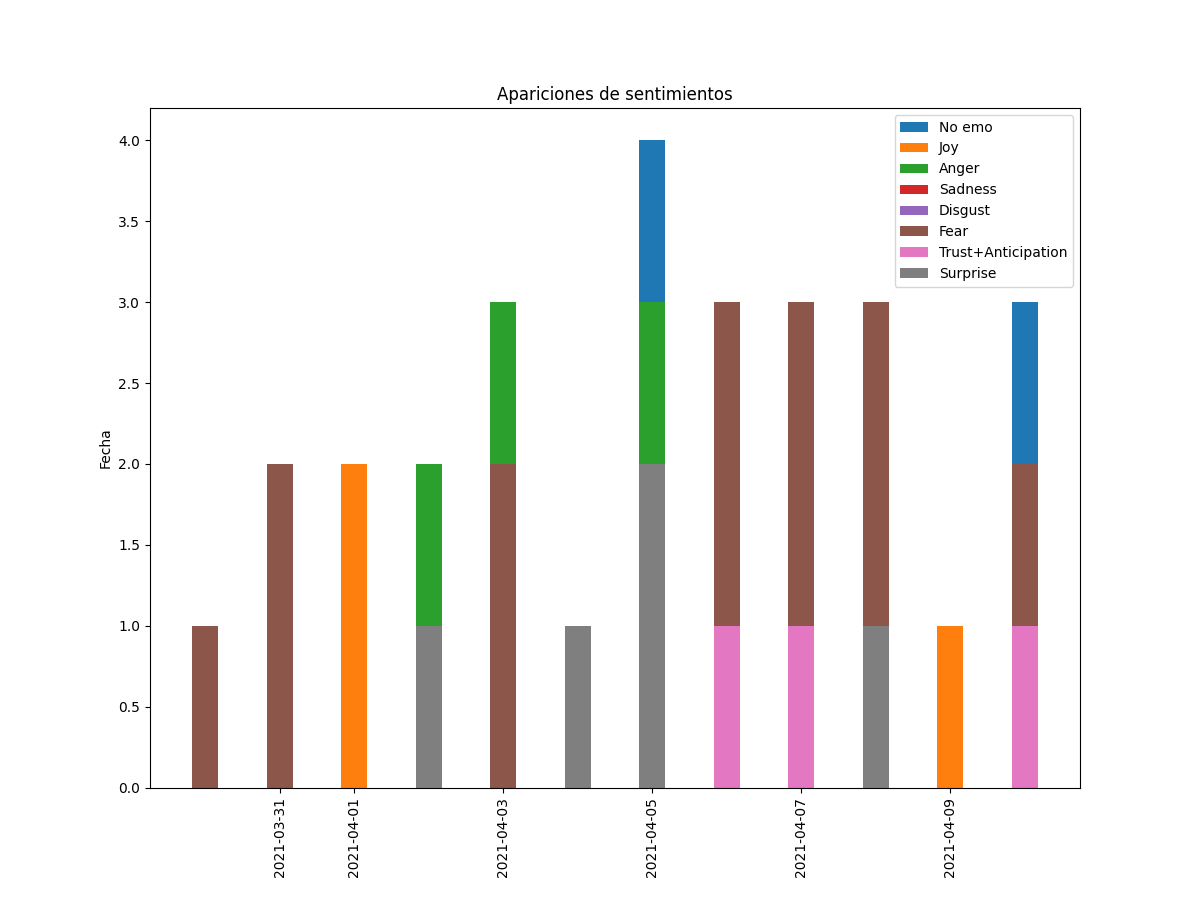 Apariciones de sentimientos
No emo
Joy
Anger
Sadness
Disgust
Fear
Trust+Anticipation
Surprise
Fecha
4.0
3.5
3.0
2.5
2.0
1.5
1.0
0.5
0.0
2021-03-31
2021-04-01
2021-04-03
2021-04-05
2021-04-07
2021-04-09